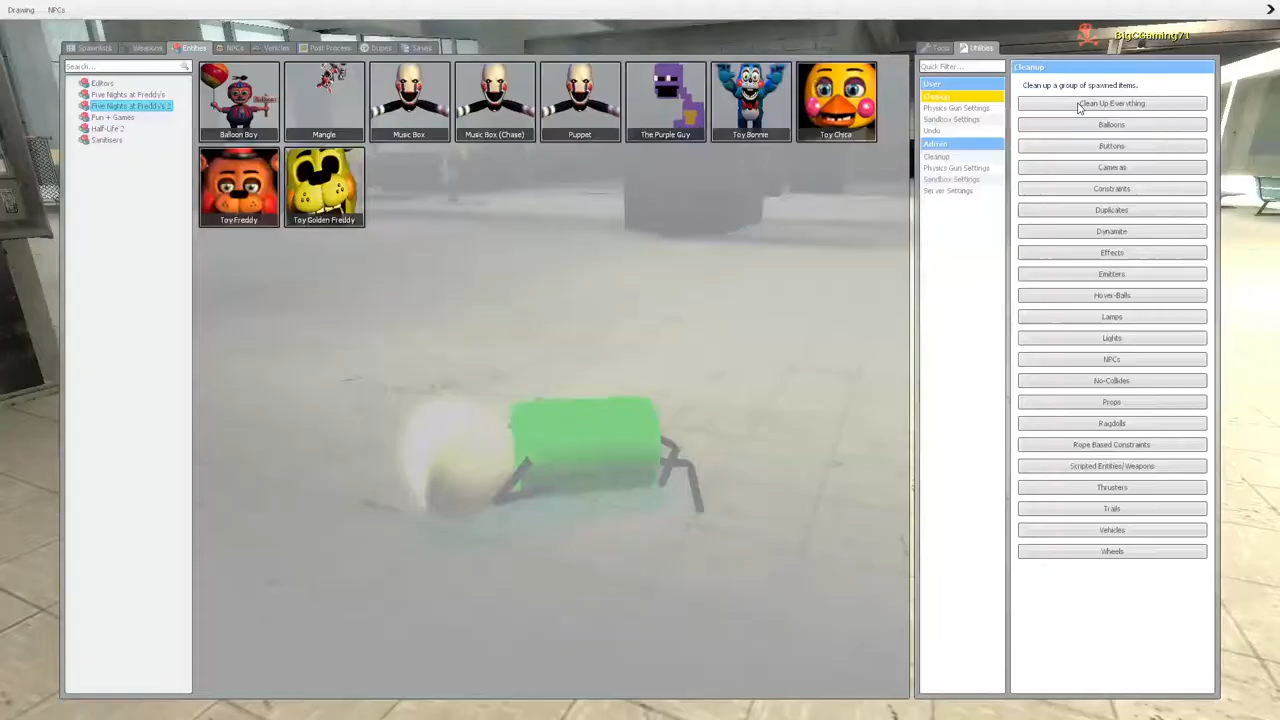 Drawing NPCs
BigCGaming71
Spawnlists Weapons Entities NPCs Vehicles Post Process Dupes Saves
Search...
Editors
Five Nights at Freddy's
Five Nights at Freddy's 2
Fun + Games
Half-Life 2
Sanitisers
Balloon Boy Mangle Music Box Music Box (Chase) Puppet The Purple Guy Toy Bonnie Toy Chica
Toy Freddy Toy Golden Freddy
Tools Utilities
Quick Filter...
User
Cleanup
Physics Gun Settings
Sandbox Settings
Undo
Admin
Cleanup
Physics Gun Settings
Sandbox Settings
Server Settings
Cleanup
Clean up a group of spawned items.
Clean Up Everything
Balloons
Buttons
Cameras
Constraints
Duplicates
Dynamite
Effects
Emitters
Hover-Balls
Lamps
Lights
NPCs
No-Collides
Props
Ragdolls
Rope Based Constraints
Scripted Entities/Weapons
Thrusters
Trails
Vehicles
Wheels